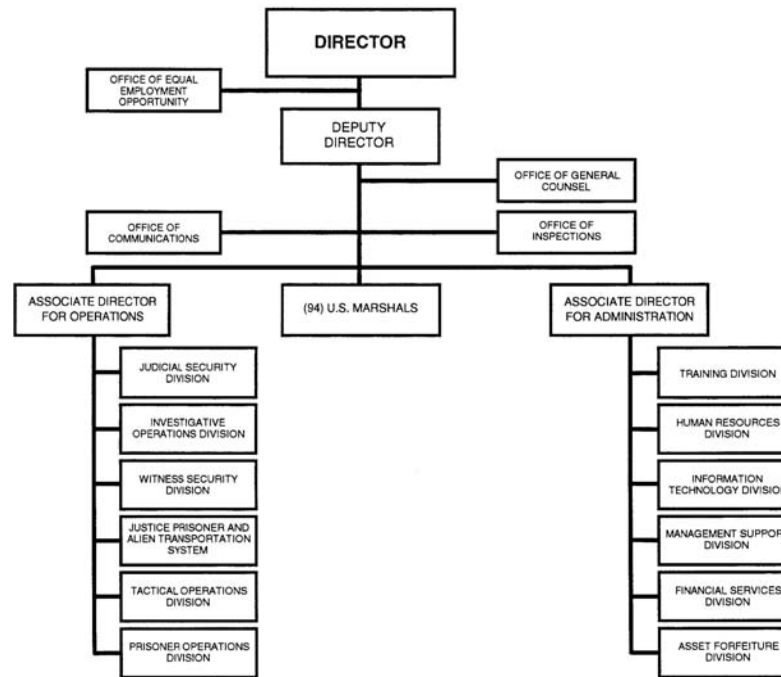 DIRECTOR
OFFICE OF EQUAL
EMPLOYMENT
OPPORTUNITY
DEPUTY
DIRECTOR
OFFICE OF GENERAL
COUNSEL
OFFICE OF
COMMUNICATIONS
OFFICE OF
INSPECTIONS
ASSOCIATE DIRECTOR
FOR OPERATIONS
(94) U.S. MARSHALS
ASSOCIATE DIRECTOR
FOR ADMINISTRATION
JUDICIAL SECURITY
DIVISION
INVESTIGATIVE
OPERATIONS DIVISION
WITNESS SECURITY
DIVISION
JUSTICE PRISONER AND
ALIEN TRANSPORTATION
SYSTEM
TACTICAL OPERATIONS
DIVISION
PRISONER OPERATIONS
DIVISION
TRAINING DIVISION
HUMAN RESOURCES
DIVISION
INFORMATION
TECHNOLOGY DIVISION
MANAGEMENT SUPPORT
DIVISION
FINANCIAL SERVICES
DIVISION
ASSET FORFEITURE
DIVISION